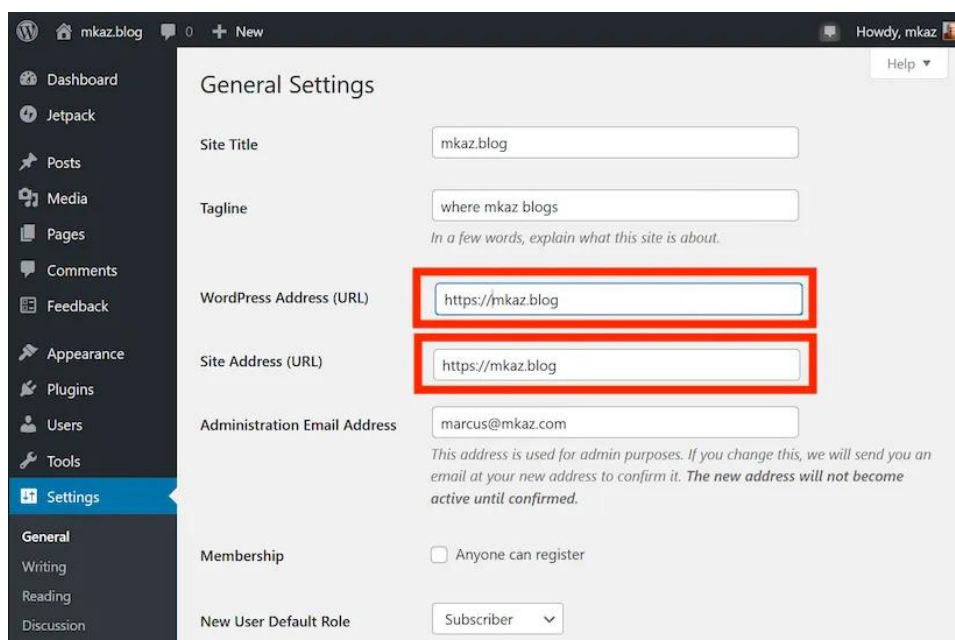 mkaz.blog 0 + New Howdy, mkaz
Help ▼
Dashboard
Jetpack
Posts
Media
Pages
Comments
Feedback
Appearance
Plugins
Users
Tools
Settings
General
Writing
Reading
Discussion
General Settings
Site Title mkaz.blog
Tagline where mkaz blogs
In a few words, explain what this site is about.
WordPress Address (URL) https://mkaz.blog
Site Address (URL) https://mkaz.blog
Administration Email Address marcus@mkaz.com
This address is used for admin purposes. If you change this, we will send you an
email at your new address to confirm it. The new address will not become
active until confirmed.
Membership Anyone can register
New User Default Role Subscriber